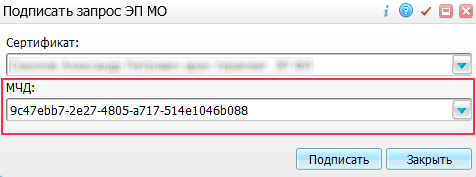 Подписать запрос ЭП МО
Сертификат:
МЧД:
9c47ebb7-2e27-4805-a717-514e1046b088
Подписать
Закрыть